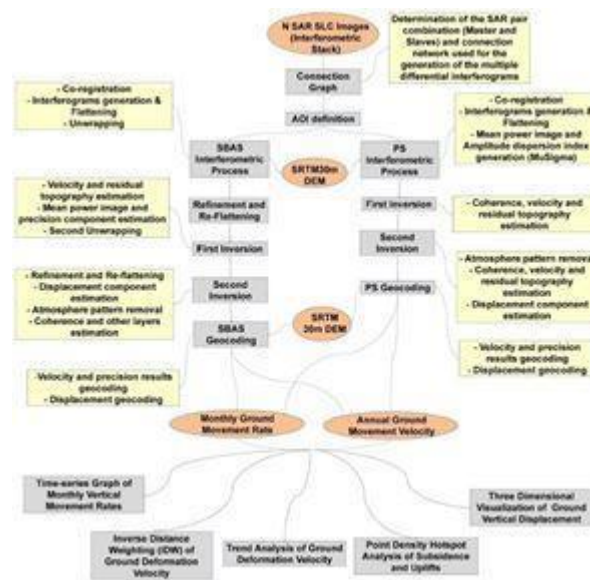 N SAR SLC Images
(Interferometric
Stack)
Determination of the SAR pair
combination (Master and
Slaves) and connection
network used for the
generation of the multiple
differential interferograms
Connection
Graph
AOI definition
- Co-registration
- Interferograms generation &
Flattening
- Unwrapping
SBAS
Interferometric
Process
SRTM30m
DEM
PS
Interferometric
Process
- Co-registration
- Interferograms generation &
Flattening
- Mean power image and
Amplitude dispersion index
generation (MuSigma)
- Velocity and residual
topography estimation
- Mean power image and
precision component estimation
- Second Unwrapping
Refinement and
Re-Flattening
First Inversion
First Inversion
- Coherence, velocity and
residual topography
estimation
Second
Inversion
- Atmosphere pattern removal
- Coherence, velocity and
residual topography
estimation
- Displacement component
estimation
- Refinement and Re-flattening
- Displacement component
estimation
- Atmosphere pattern removal
- Coherence and other layers
estimation
Second
Inversion
PS Geocoding
SBAS
Geocoding
SRTM
30m DEM
-Velocity and precision results
geocoding
- Displacement geocoding
- Velocity and precision
results geocoding
- Displacement geocoding
Monthly Ground
Movement Rate
Annual Ground
Movement Velocity
Time-series Graph of
Monthly Vertical
Movement Rates
Three Dimensional
Visualization of Ground
Vertical Displacement
Inverse Distance
Weighting (IDW) of
Ground Deformation
Velocity
Trend Analysis of Ground
Deformation Velocity
Point Density Hotspot
Analysis of Subsidence
and Uplifts